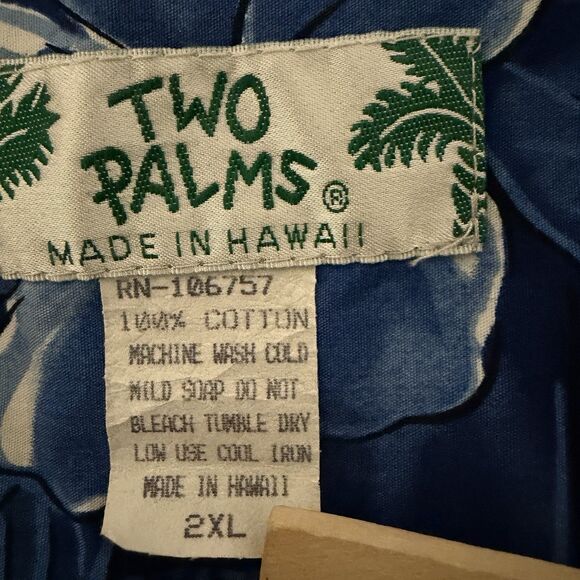 TWO
PALMS®
MADE IN HAWAII
RN-106757
100% COTTON
MACHINE WASH COLD
MILD SOAP DO NOT
BLEACH TUMBLE DRY
LOW USE COOL IRON
MADE IN HAWAII
2XL